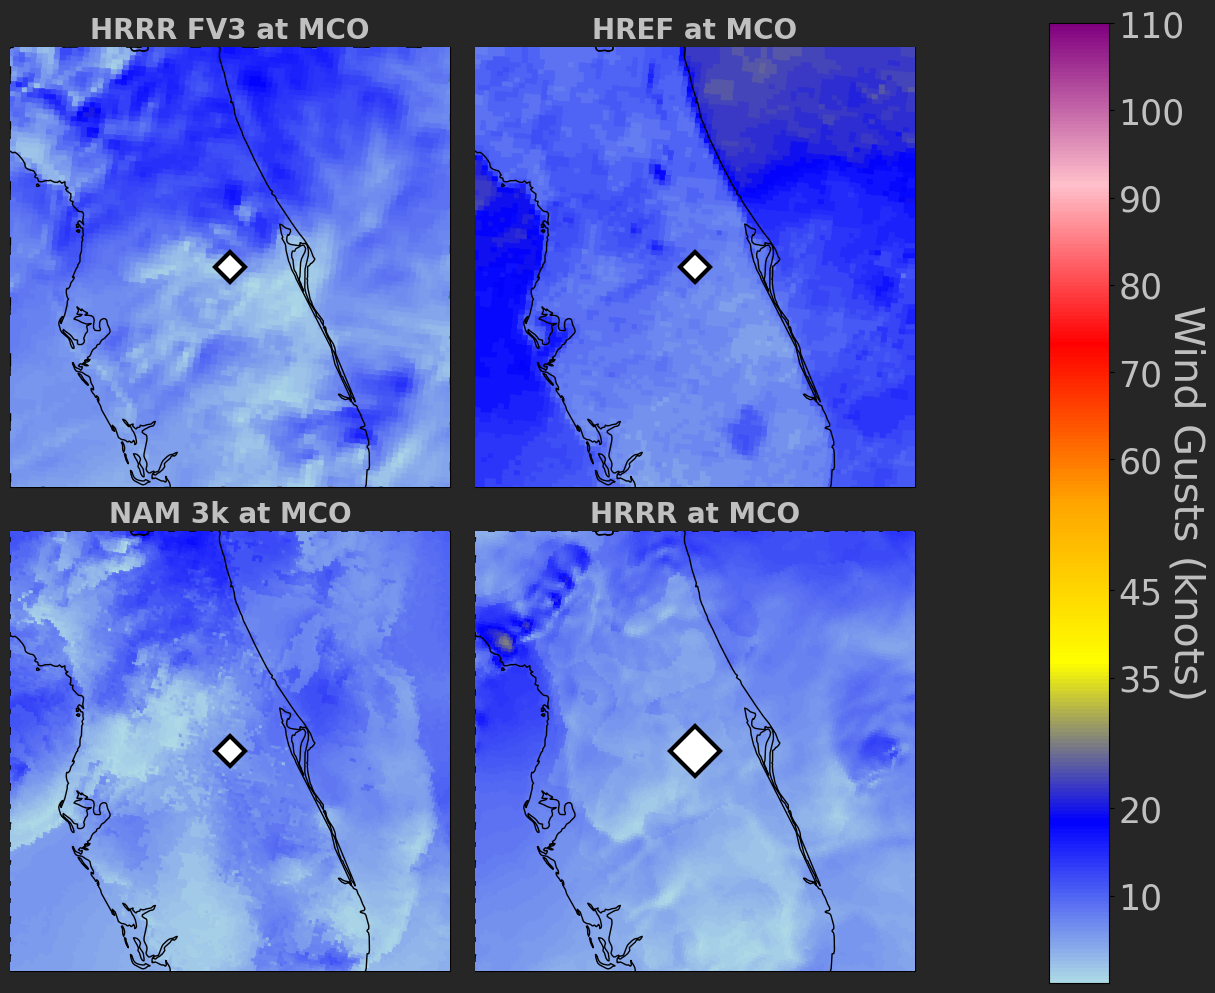 HRRR FV3 at MCO
HREF at MCO
NAM 3k at MCO
HRRR at MCO
110
100
90
80
70
60
45
35
20
10
Wind Gusts (knots)